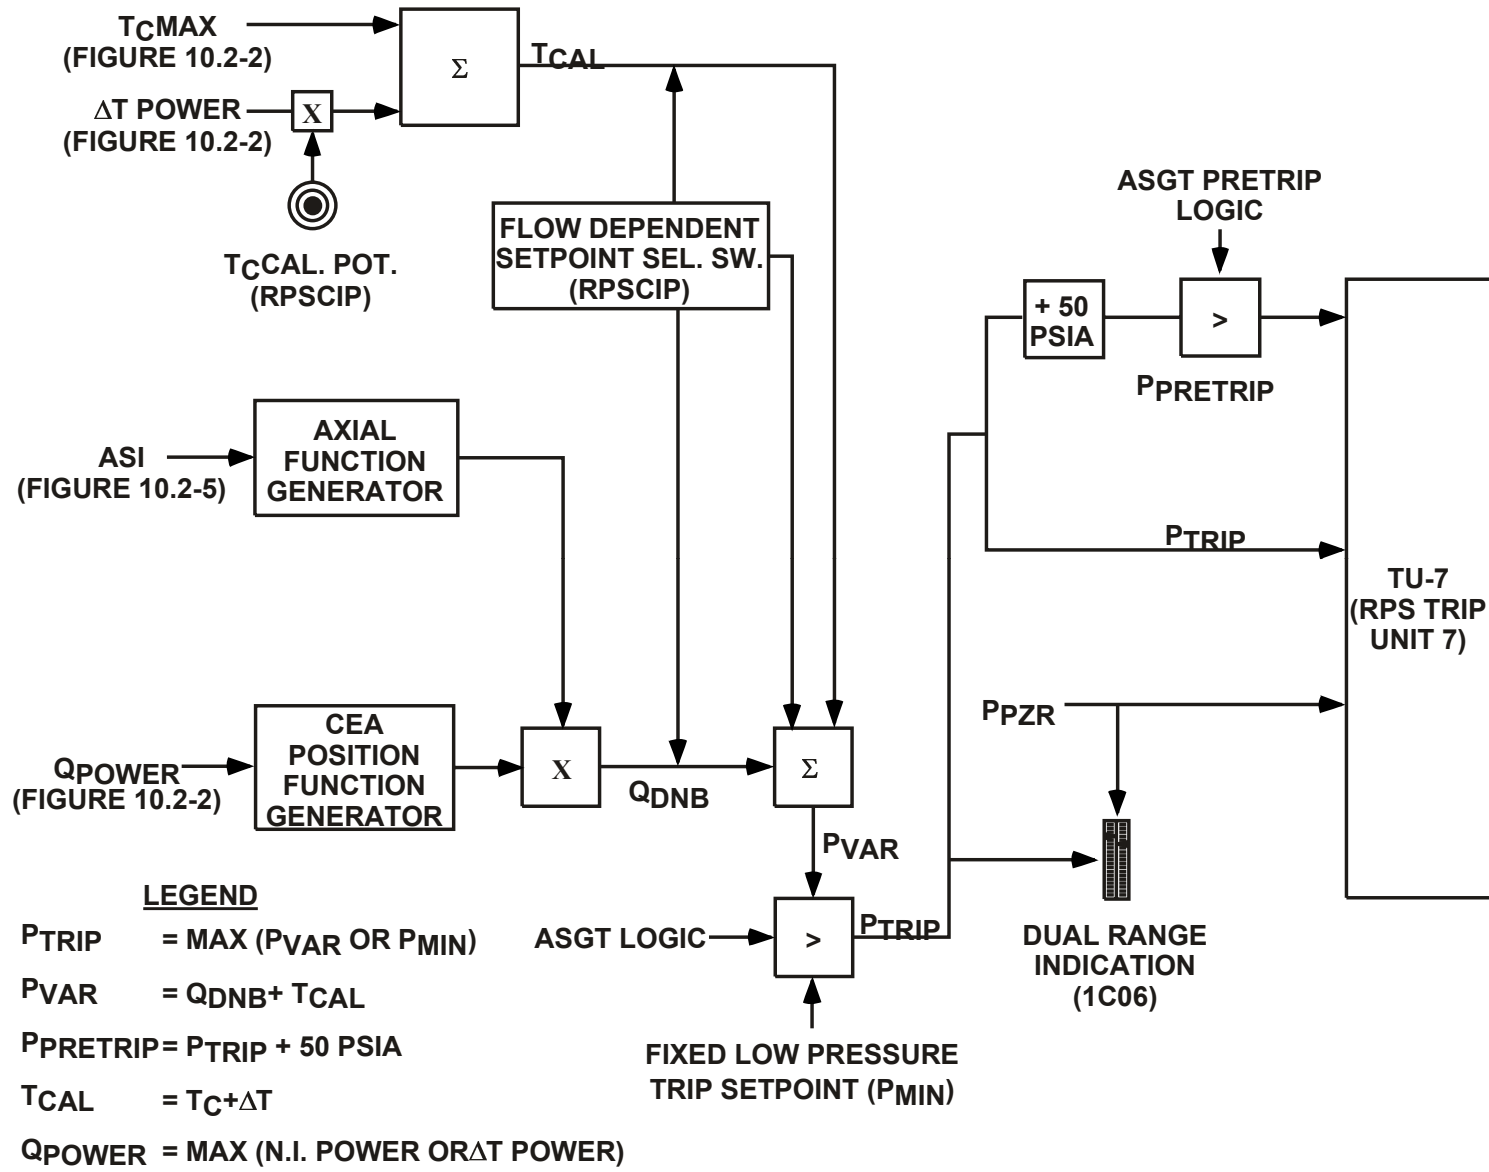 TCMAX
(FIGURE 10.2-2)
Σ
TCAL
ΔT POWER
(FIGURE 10.2-2)
X
TCCAL. POT.
(RPSCIP)
FLOW DEPENDENT
SETPOINT SEL. SW.
(RPSCIP)
ASGT PRETRIP
LOGIC
+ 50
PSIA
>
PPRETRIP
ASI
(FIGURE 10.2-5)
AXIAL
FUNCTION
GENERATOR
PTRIP
TU-7
(RPS TRIP
UNIT 7)
PPZR
QPOWER
(FIGURE 10.2-2)
CEA
POSITION
FUNCTION
GENERATOR
X
QDNB
Σ
PVAR
ASGT LOGIC
>
PTRIP
FIXED LOW PRESSURE
TRIP SETPOINT (PMIN)
DUAL RANGE
INDICATION
(1C06)
LEGEND
PTRIP = MAX (PVAR OR PMIN)
PVAR = QDNB+ TCAL
PPRETRIP= PTRIP + 50 PSIA
TCAL = TC+ΔT
QPOWER = MAX (N.I. POWER ORΔT POWER)